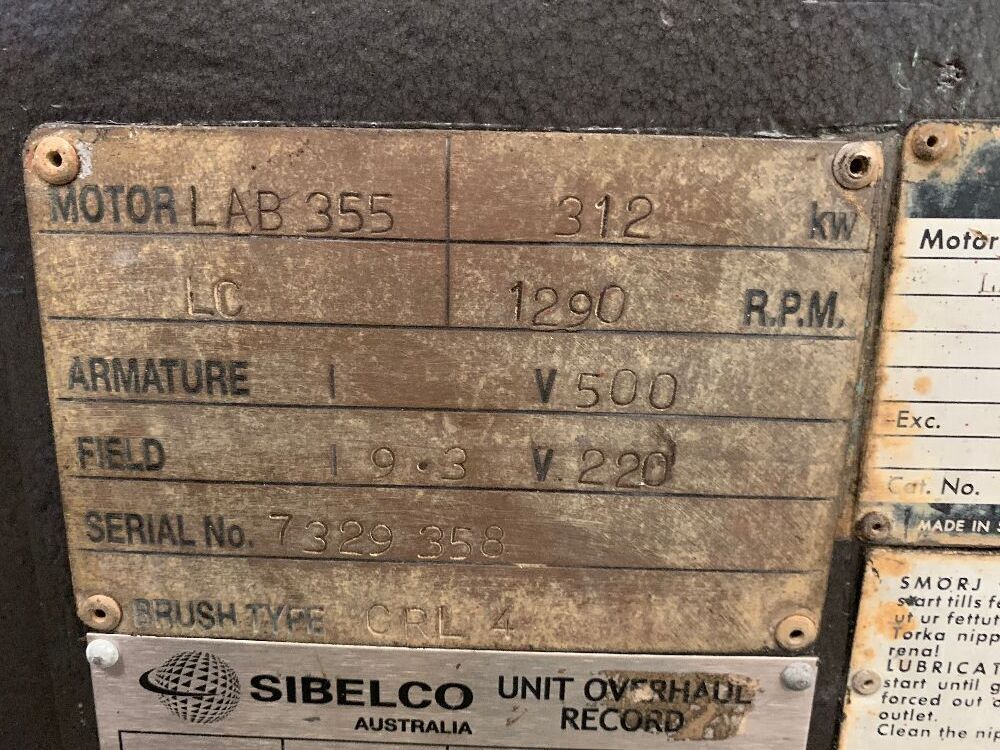 MOTOR LAB 355 312 kw
LC 1290 R.P.M.
ARMATURE I V 500
FIELD I 9.3 V. 220
SERIAL No. 7329 358
BRUSH TYPE CRL 4
SIBELCO
AUSTRALIA
UNIT OVERHAUL
RECORD
Motor
Exc.
Cat. No.
MADE IN
SMORJ
start tills
ut ur fettut
Torka nipp
rena!
LUBRICAT
start until
forced out
outlet.
Clean the nip